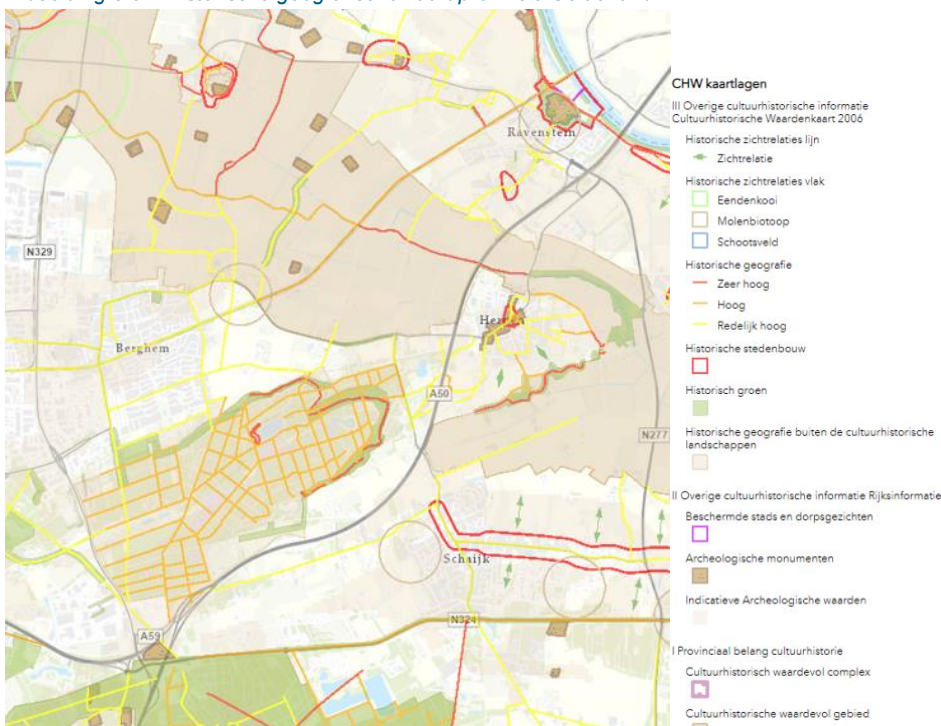 CHW kaartlagen
III Overige cultuurhistorische informatie
Cultuurhistorische Waardenkaart 2006
Historische zichtrelaties lijn
Zichtrelatie
Historische zichtrelaties vlak
Eendenkooi
Molenbiotoop
Schootsveld
Historische geografie
Zeer hoog
Hoog
Redelijk hoog
Historische stedenbouw
Historisch groen
Historische geografie buiten de cultuurhistorische
landschappen
II Overige cultuurhistorische informatie Rijksinformatie
Beschermde stads en dorpsgezichten
Archeologische monumenten
Indicatieve Archeologische waarden
I Provinciaal belang cultuurhistorie
Cultuurhistorisch waardevol complex
Cultuurhistorische waardevol gebied
Ravenstein
N329
Berghem
A50
N277
Schaijk
N324
A59